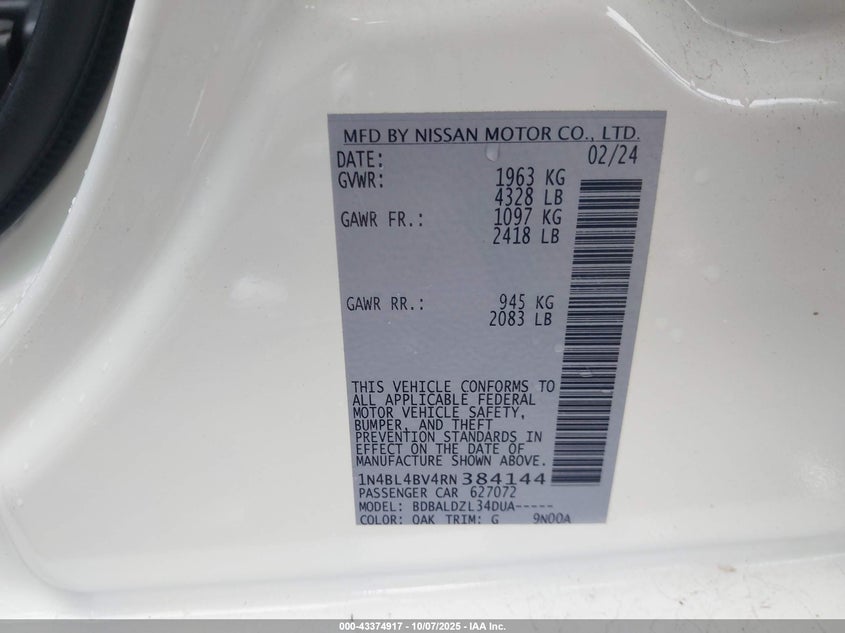 MFD BY NISSAN MOTOR CO., LTD.
DATE: 02/24
GVWR: 1963 KG
4328 LB
GAWR FR.: 1097 KG
2418 LB
GAWR RR.: 945 KG
2083 LB
THIS VEHICLE CONFORMS TO
ALL APPLICABLE FEDERAL
MOTOR VEHICLE SAFETY,
BUMPER, AND THEFT
PREVENTION STANDARDS IN
EFFECT ON THE DATE OF
MANUFACTURE SHOWN ABOVE.
1N4BL4BV4RN384144
PASSENGER CAR 627072
MODEL: BDBALDZL34DUA-----
COLOR: QAK TRIM: G 9N00A
000-43374917 - 10/07/2025 - IAA Inc.